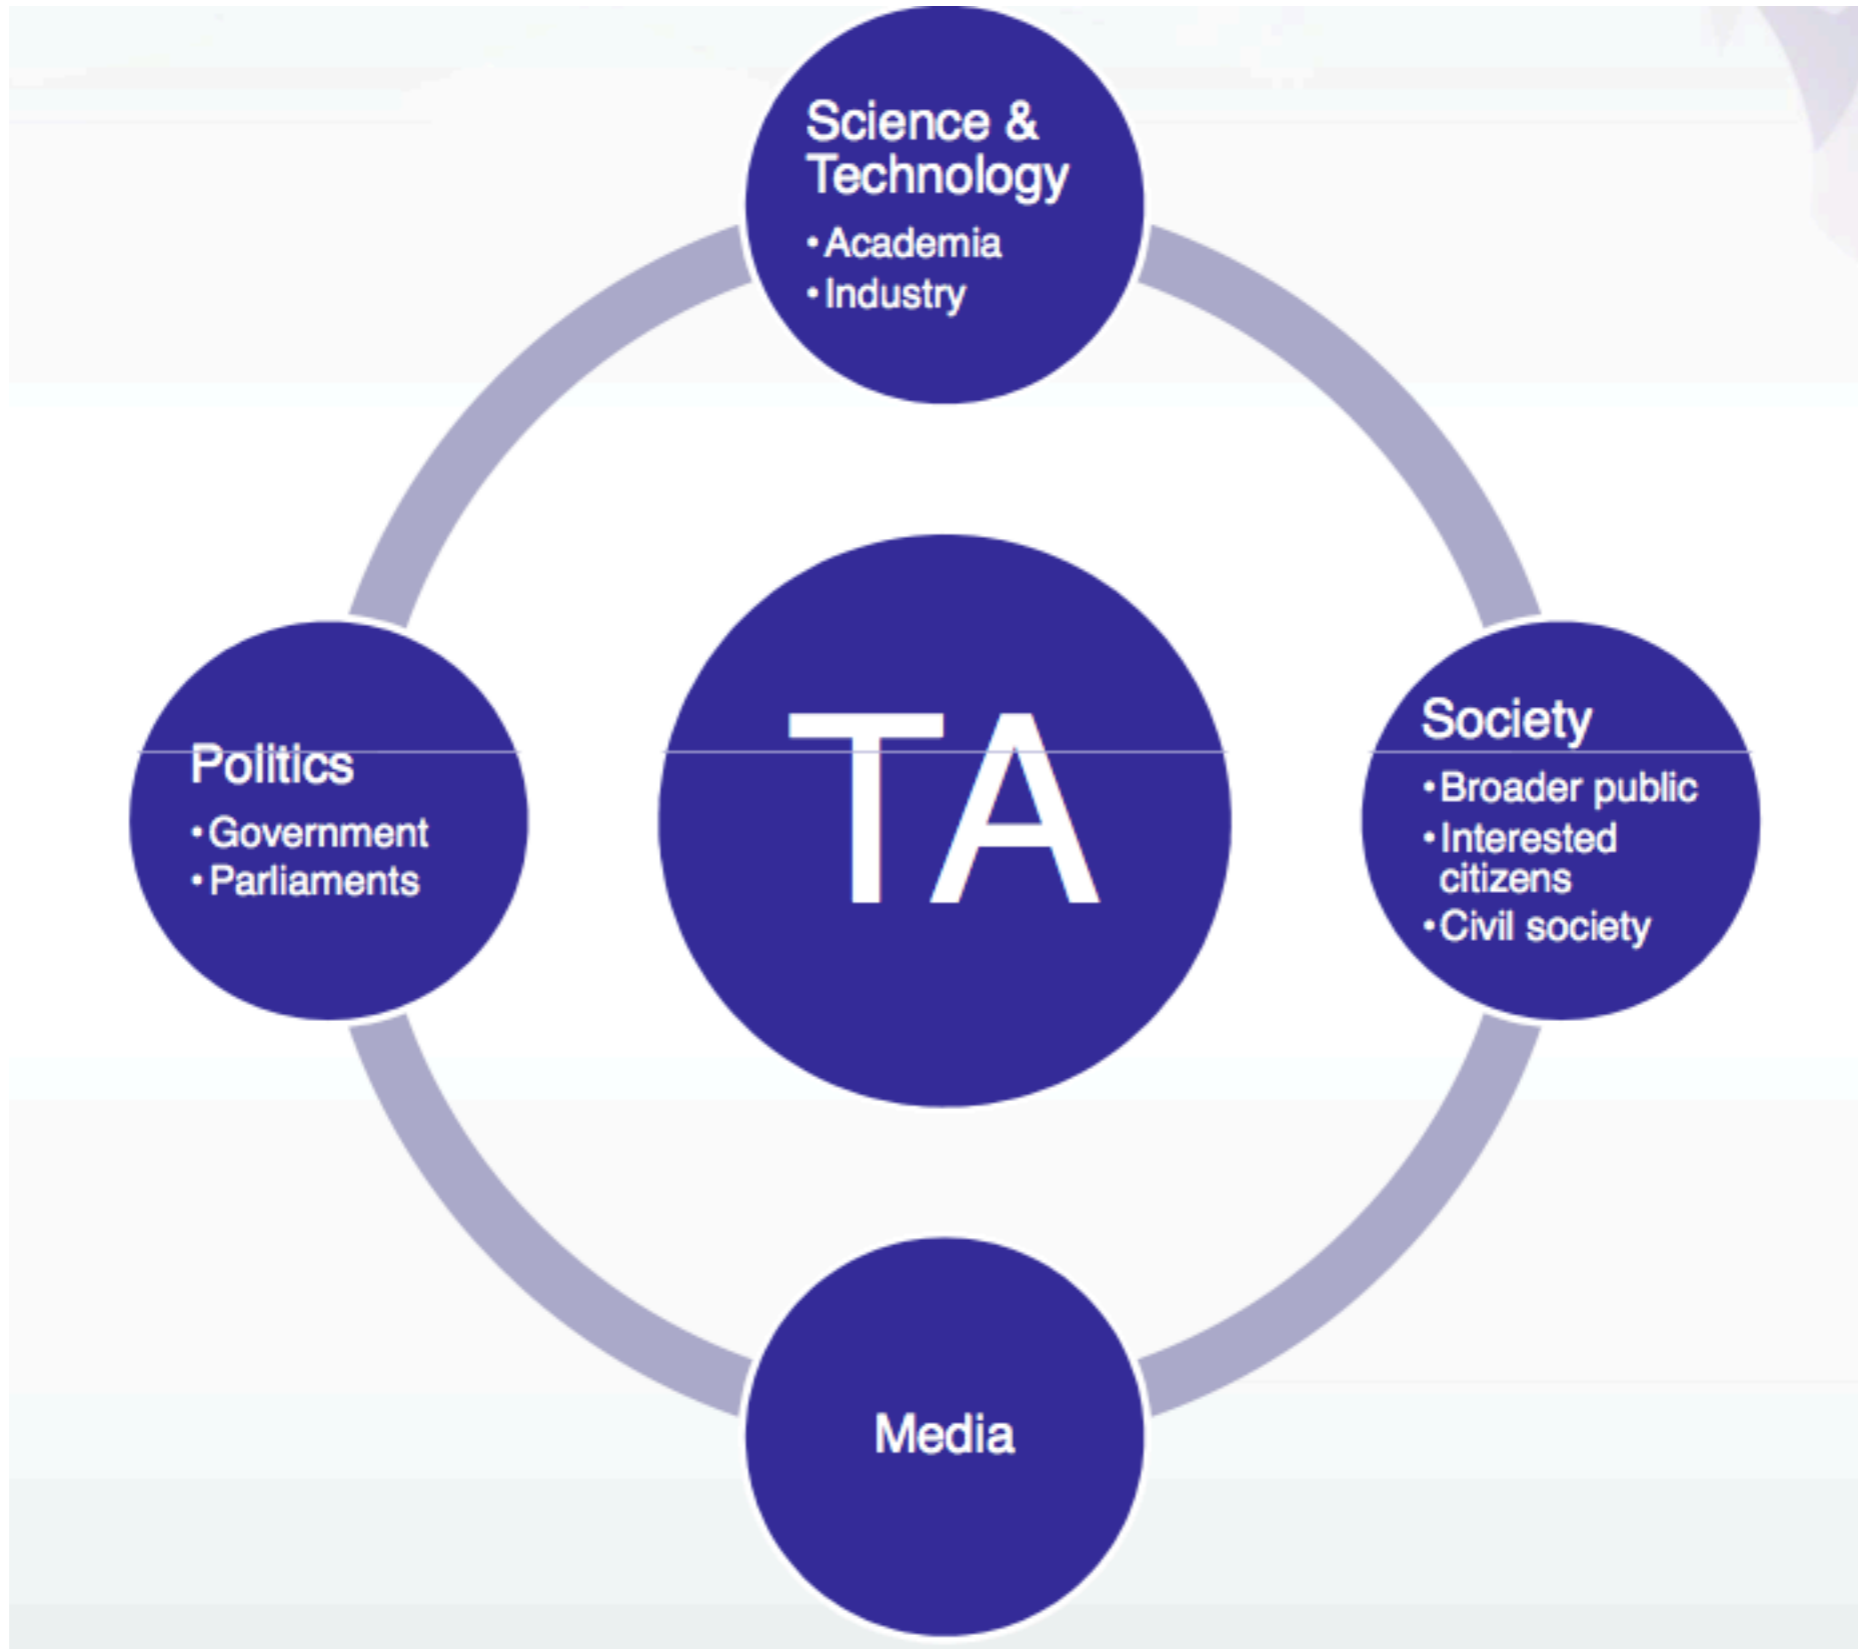 Science &
Technology
• Academia
• Industry
Politics
• Government
• Parliaments
TA
Society
• Broader public
• Interested
citizens
• Civil society
Media